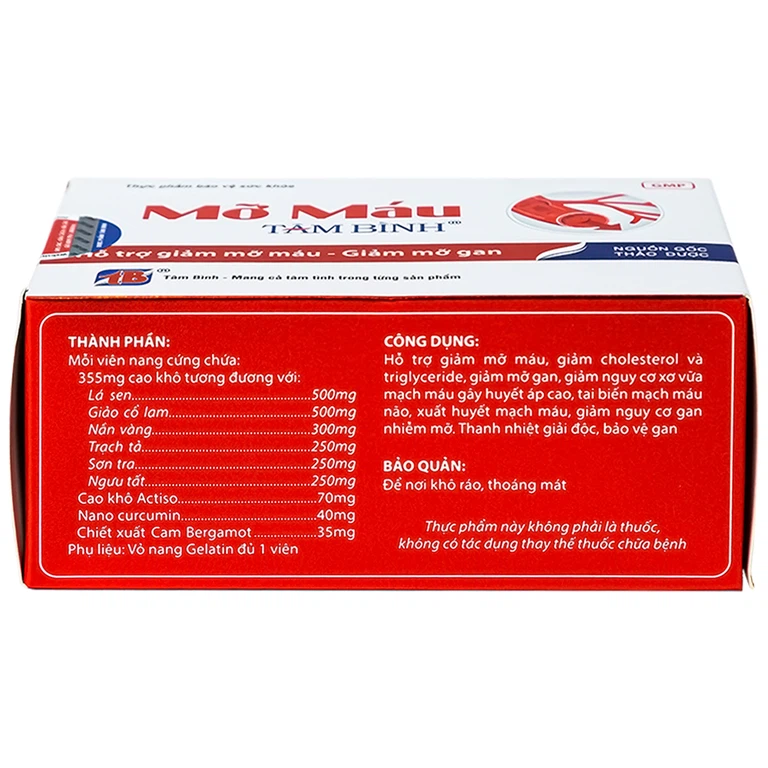 Thực phẩm bảo vệ sức khỏe
GMP
Mỡ Máu
TÂM BÌNH
Hỗ trợ giảm mỡ máu - Giảm mỡ gan
NGUỒN GỐC
THẢO DƯỢC
TB
Tâm Bình - Mang cả tâm tình trong từng sản phẩm
THÀNH PHẦN:
Mỗi viên nang cứng chứa:
355mg cao khô tương đương với:
Lá sen..............................500mg
Giảo cổ lam......................500mg
Nần vàng..........................300mg
Trạch tả............................250mg
Sơn tra..............................250mg
Ngưu tất...........................250mg
Cao khô Actiso.........................70mg
Nano curcumin........................40mg
Chiết xuất Cam Bergamot..........35mg
Phụ liệu: Vỏ nang Gelatin đủ 1 viên
CÔNG DỤNG:
Hỗ trợ giảm mỡ máu, giảm cholesterol và
triglyceride, giảm mỡ gan, giảm nguy cơ xơ vữa
mạch máu gây huyết áp cao, tai biến mạch máu
não, xuất huyết mạch máu, giảm nguy cơ gan
nhiễm mỡ. Thanh nhiệt giải độc, bảo vệ gan
BẢO QUẢN:
Để nơi khô ráo, thoáng mát
Thực phẩm này không phải là thuốc,
không có tác dụng thay thế thuốc chữa bệnh